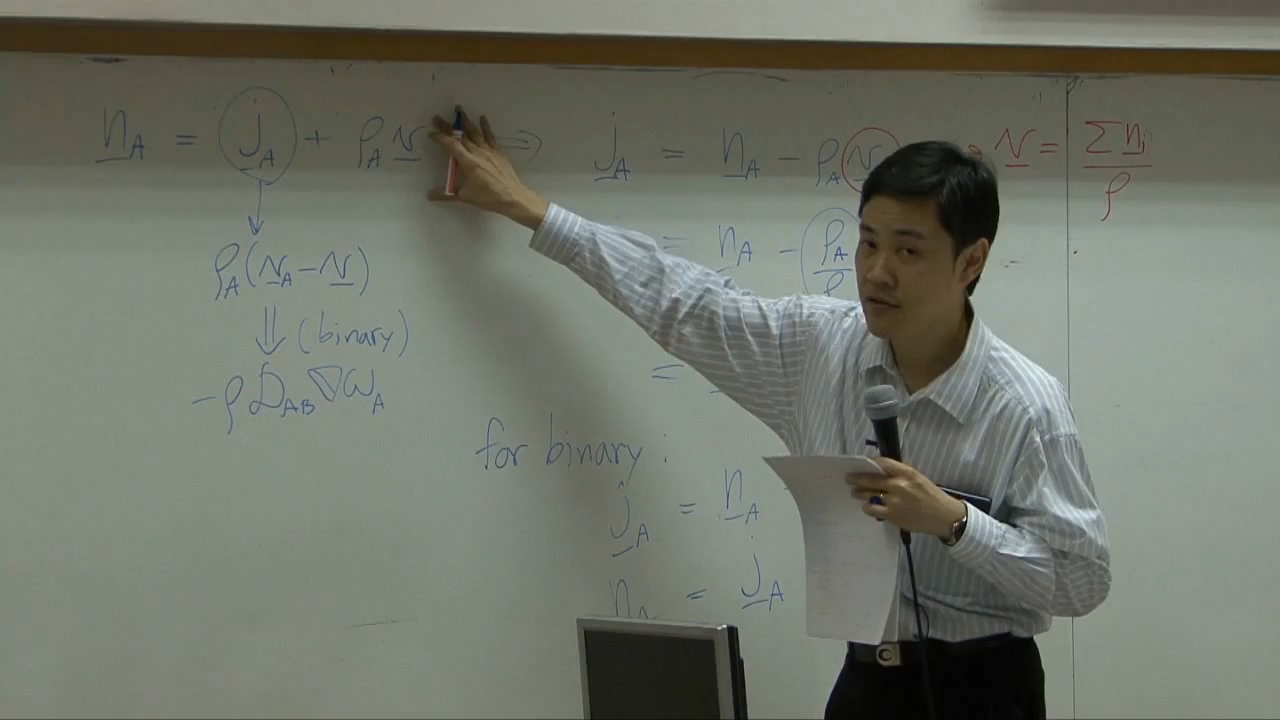 n_A = j_A + ρ_A v ⇒ j_A = n_A − ρ_A v → v = Σ n_i / ρ
= n_A − ρ_A / ρ =
ρ_A (v_A − v)
⇓ (binary)
=
−ρ D_AB ∇ω_A
for binary :
j_A = n_A
n_A = j_A